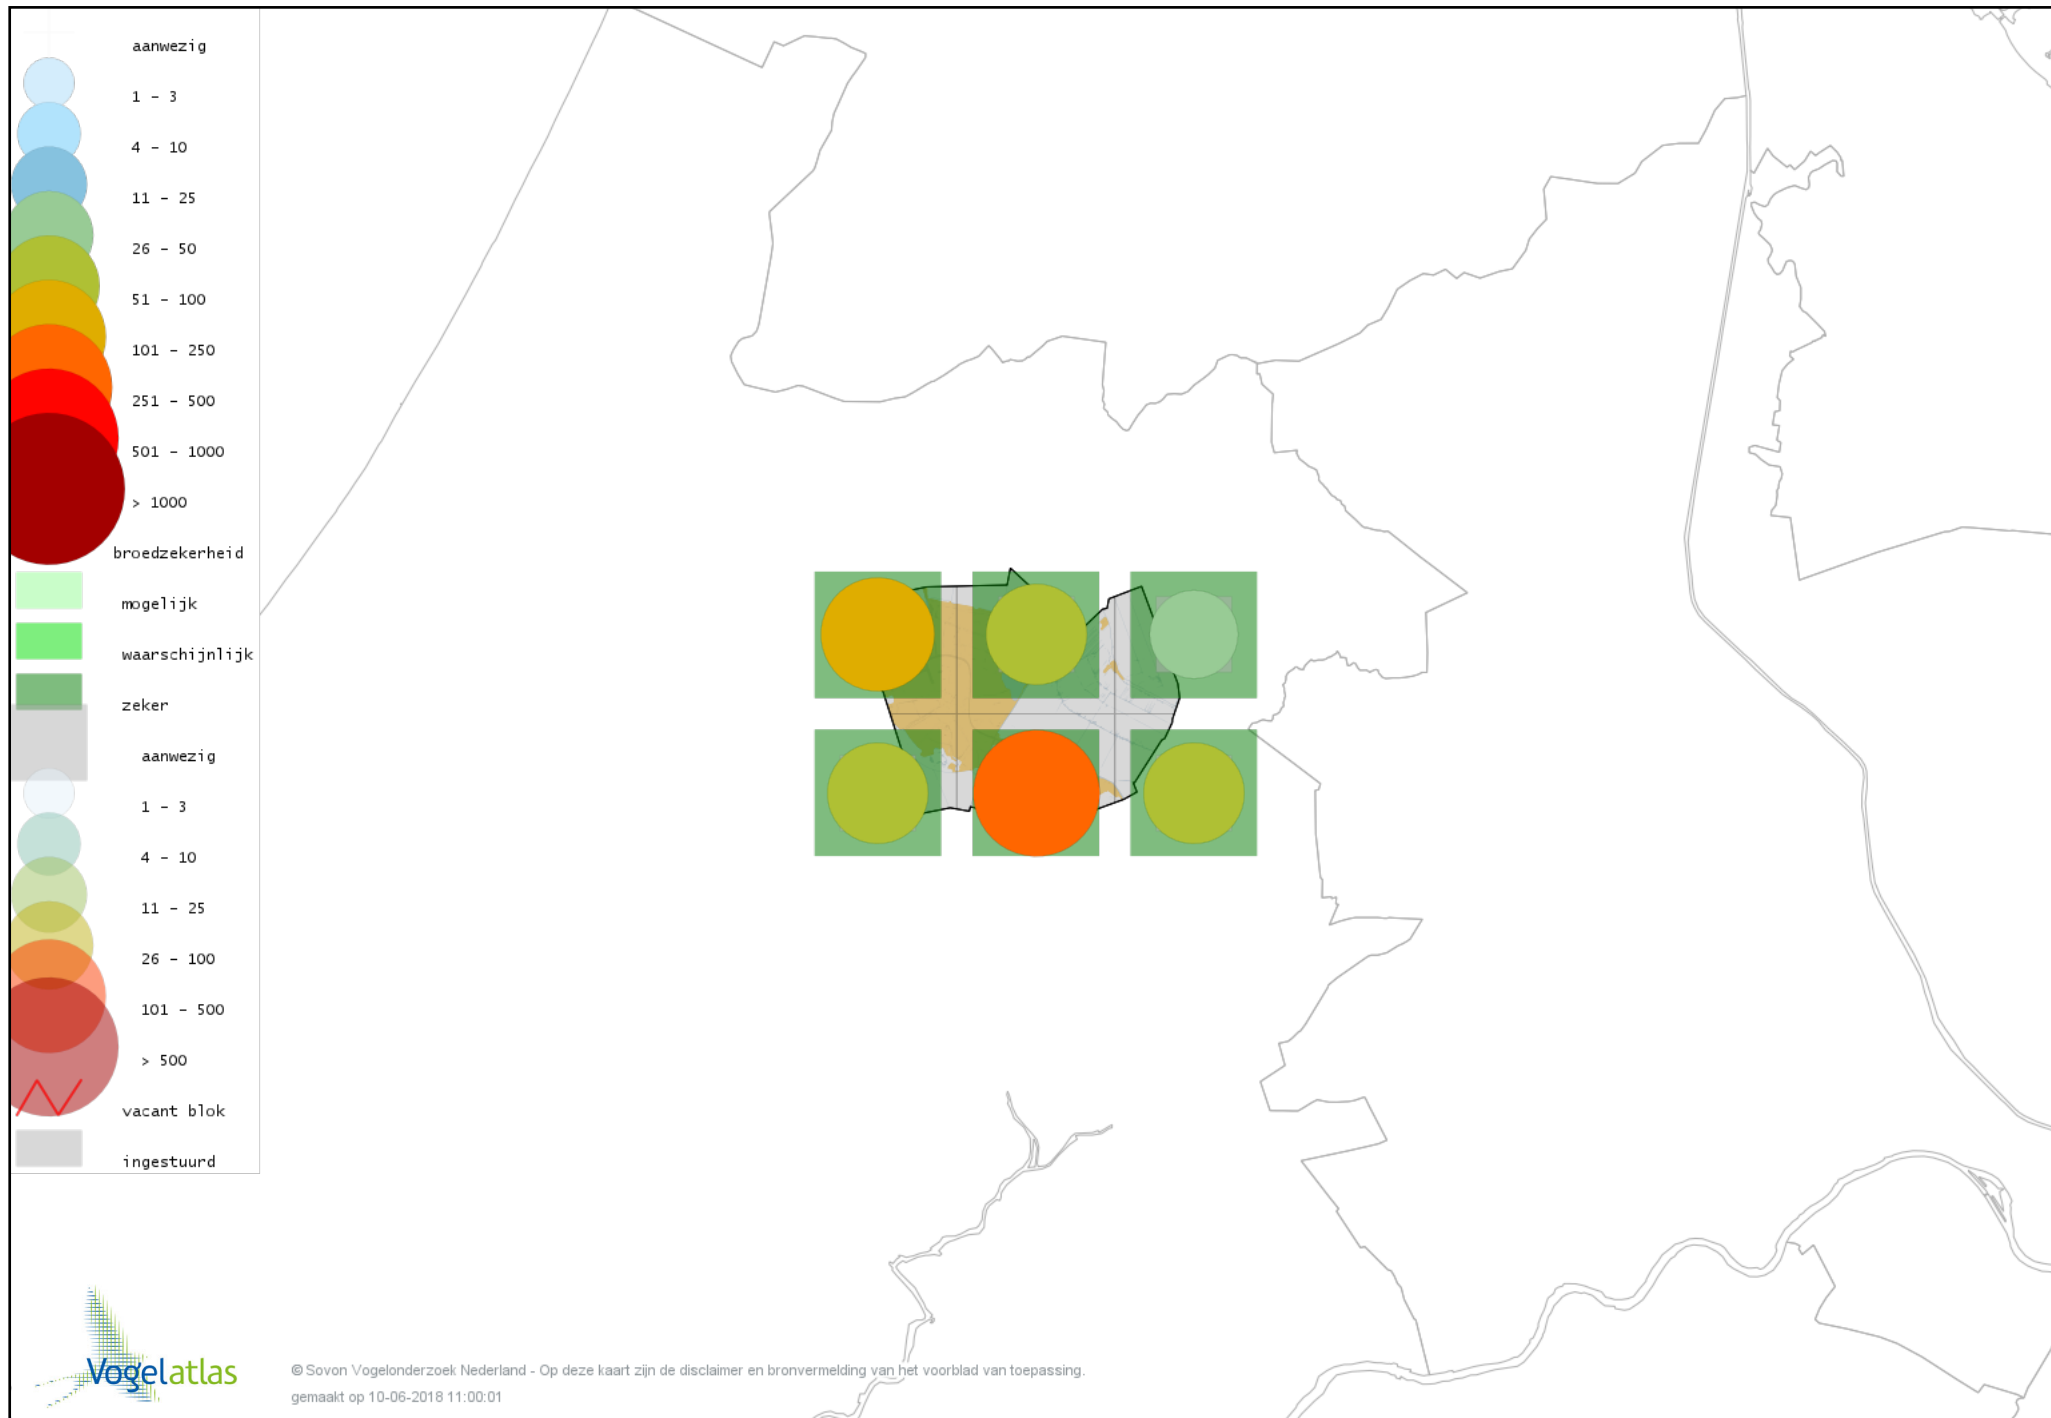 aanwezig
1 - 3
4 - 10
11 - 25
26 - 50
51 - 100
101 - 250
251 - 500
501 - 1000
> 1000
broedzekerheid
mogelijk
waarschijnlijk
zeker
aanwezig
1 - 3
4 - 10
11 - 25
26 - 100
101 - 500
> 500
vacant blok
ingestuurd
Vogelatlas
© Sovon Vogelonderzoek Nederland - Op deze kaart zijn de disclaimer en bronvermelding van het voorblad van toepassing.
gemaakt op 10-06-2018 11:00:01